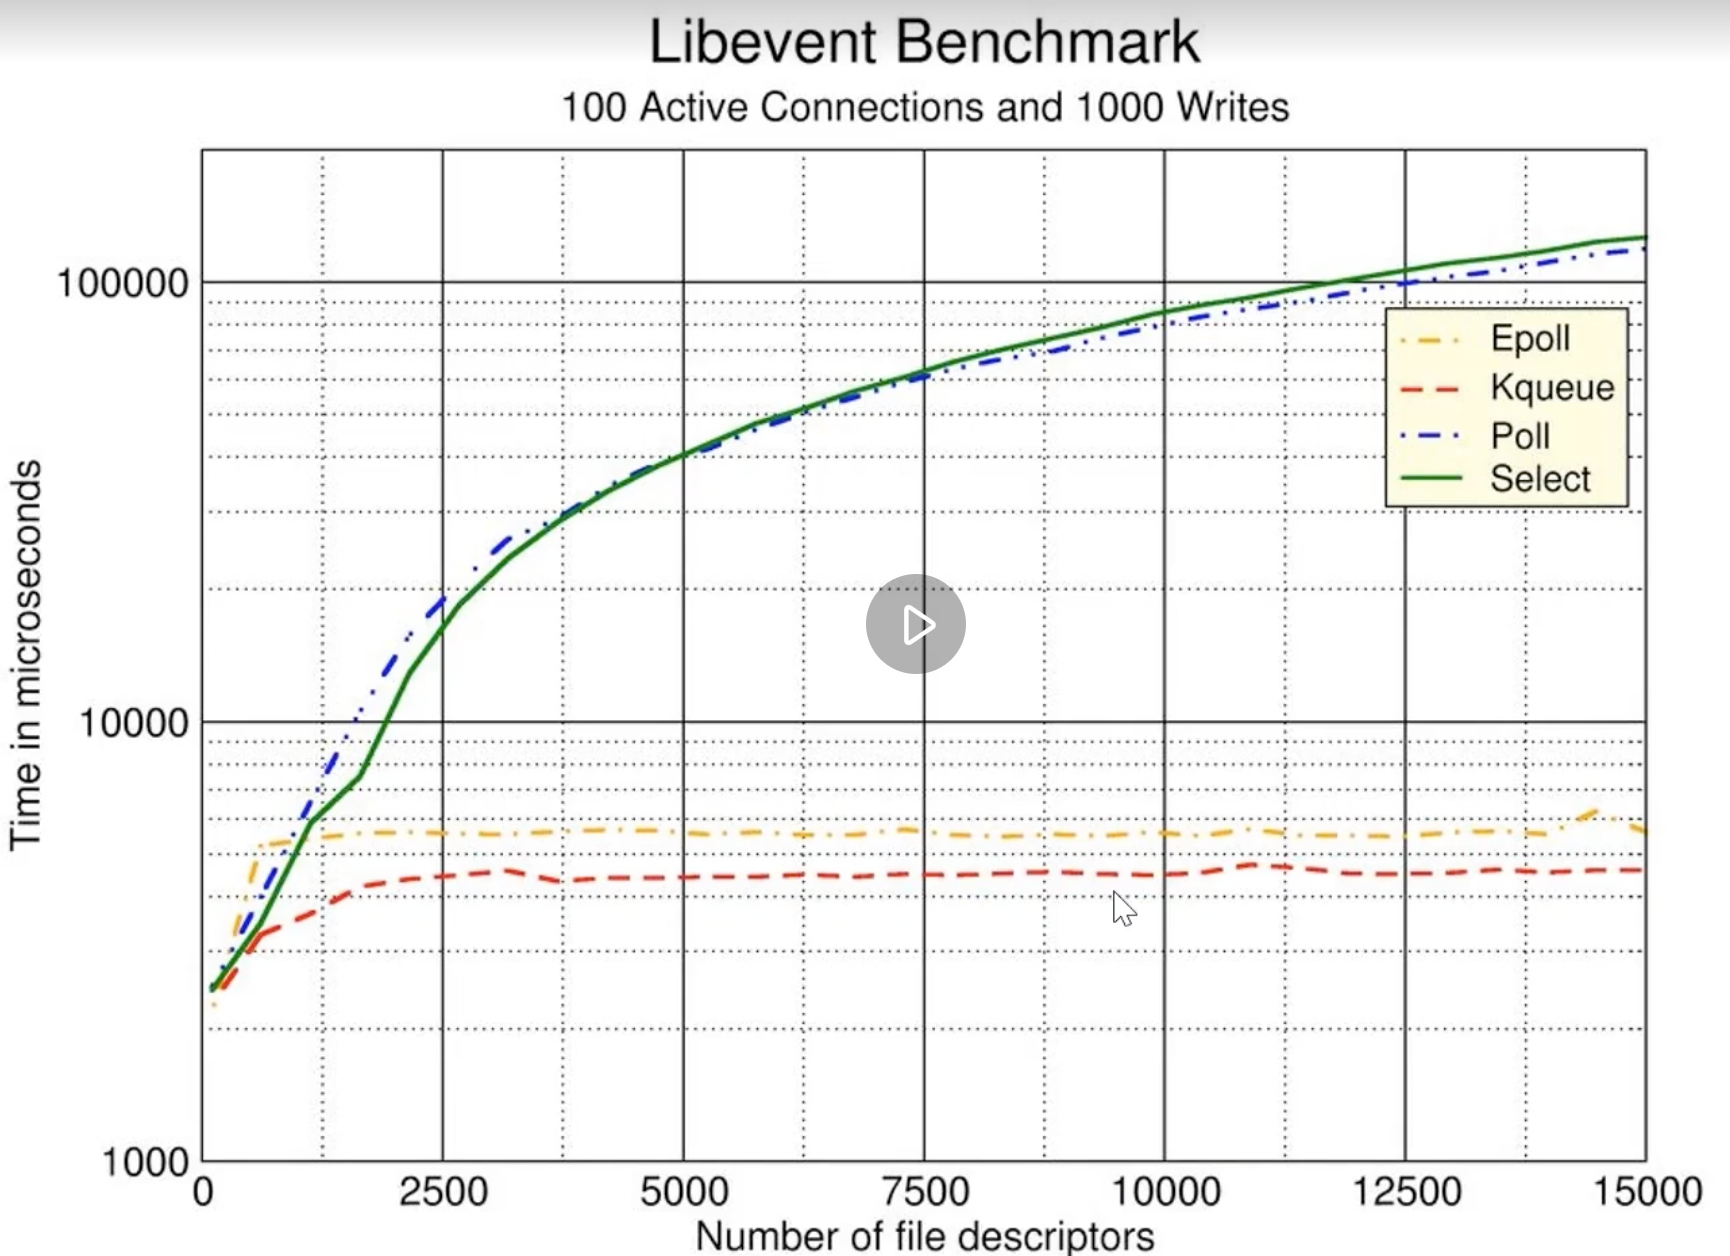 Libevent Benchmark
100 Active Connections and 1000 Writes
100000
10000
1000
Time in microseconds
Epoll
Kqueue
Poll
Select
0 2500 5000 7500 10000 12500 15000
Number of file descriptors